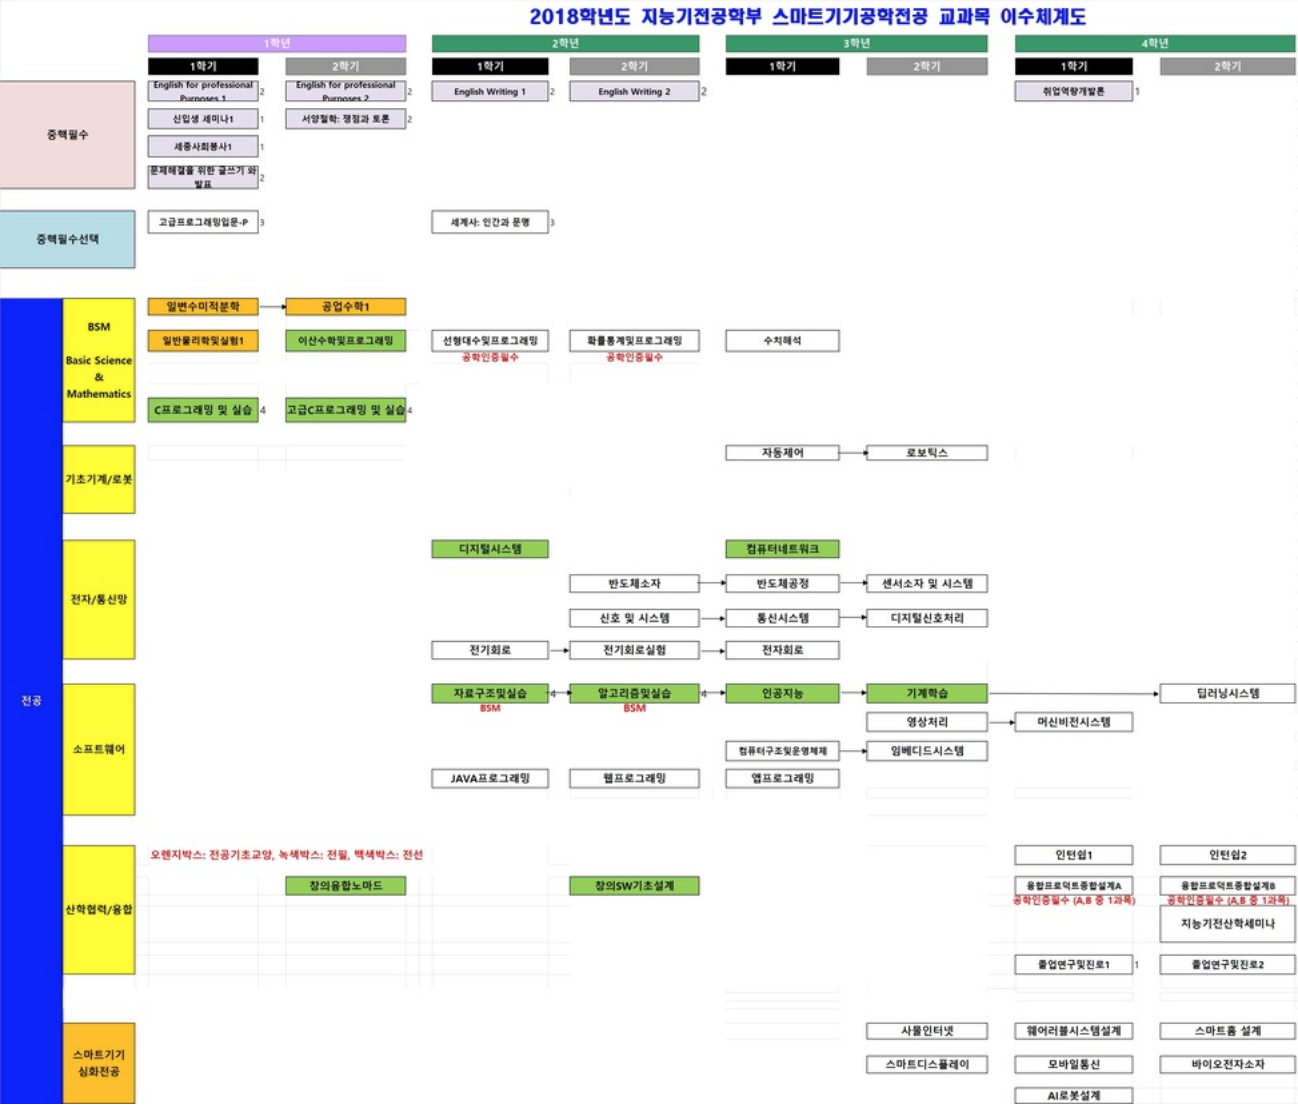 2018학년도 지능기전공학부 스마트기기공학전공 교과목 이수체계도
1학년 2학년 3학년 4학년
1학기 2학기 1학기 2학기 1학기 2학기 1학기 2학기
중핵필수
English for professional Purposes 1 2
English for professional Purposes 2 2
English Writing 1 2
English Writing 2 2
취업역량개발론 1
신입생 세미나1 1
서양철학: 쟁점과 토론 2
세종사회봉사1 1
문제해결을 위한 글쓰기 와
발표 2
중핵필수선택
고급프로그래밍입문-P 3
세계사: 인간과 문명 3
전공
BSM
Basic Science
&
Mathematics
일변수미적분학 공업수학1
일반물리학및실험1 이산수학및프로그래밍 선형대수및프로그래밍 확률통계및프로그래밍 수치해석
공학인증필수 공학인증필수
C프로그래밍 및 실습 4 고급C프로그래밍 및 실습 4
기초기계/로봇
자동제어 로보틱스
전자/통신망
디지털시스템 컴퓨터네트워크
반도체소자 반도체공정 센서소자 및 시스템
신호 및 시스템 통신시스템 디지털신호처리
전기회로 전기회로실험 전자회로
소프트웨어
자료구조및실습 4 알고리즘및실습 4 인공지능 기계학습 딥러닝시스템
BSM BSM
영상처리 머신비전시스템
컴퓨터구조및운영체제 임베디드시스템
JAVA프로그래밍 웹프로그래밍 앱프로그래밍
산학협력/융합
오렌지박스: 전공기초교양, 녹색박스: 전필, 백색박스: 전선
인턴쉽1 인턴쉽2
창의융합노마드 창의SW기초설계 융합프로덕트종합설계A 융합프로덕트종합설계B
공학인증필수 (A,B 중 1과목) 공학인증필수 (A,B 중 1과목)
지능기전산학세미나
졸업연구및진로1 1 졸업연구및진로2
스마트기기
심화전공
사물인터넷 웨어러블시스템설계 스마트홈 설계
스마트디스플레이 모바일통신 바이오전자소자
AI로봇설계